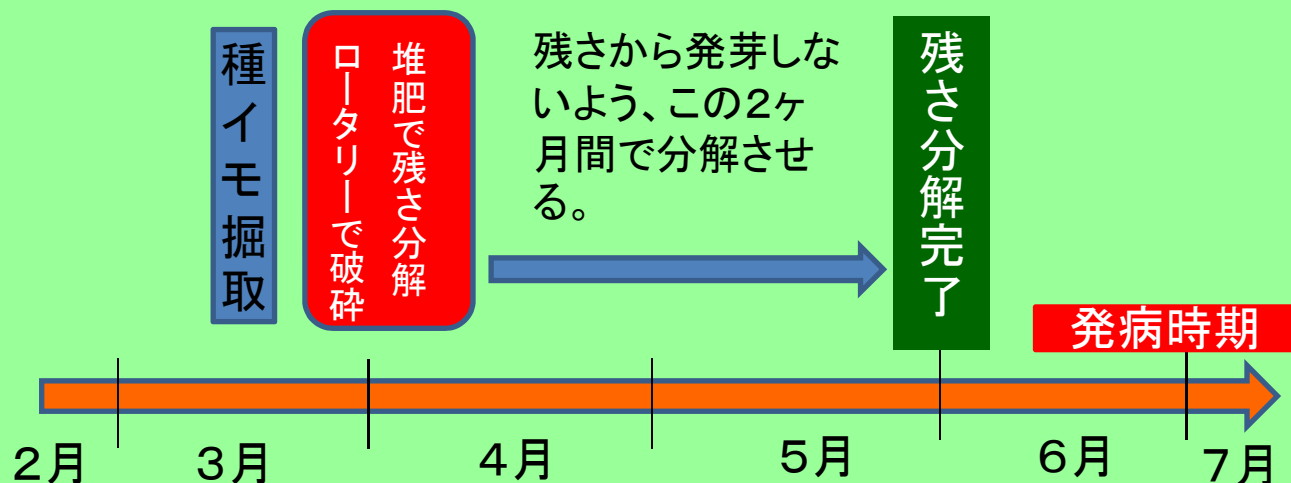 種イモ掘取
堆肥で残さ分解
ロータリーで破砕
残さから発芽しな
いよう、この２ヶ
月間で分解させ
る。
残さ分解完了
発病時期
２月
３月
４月
５月
６月
７月